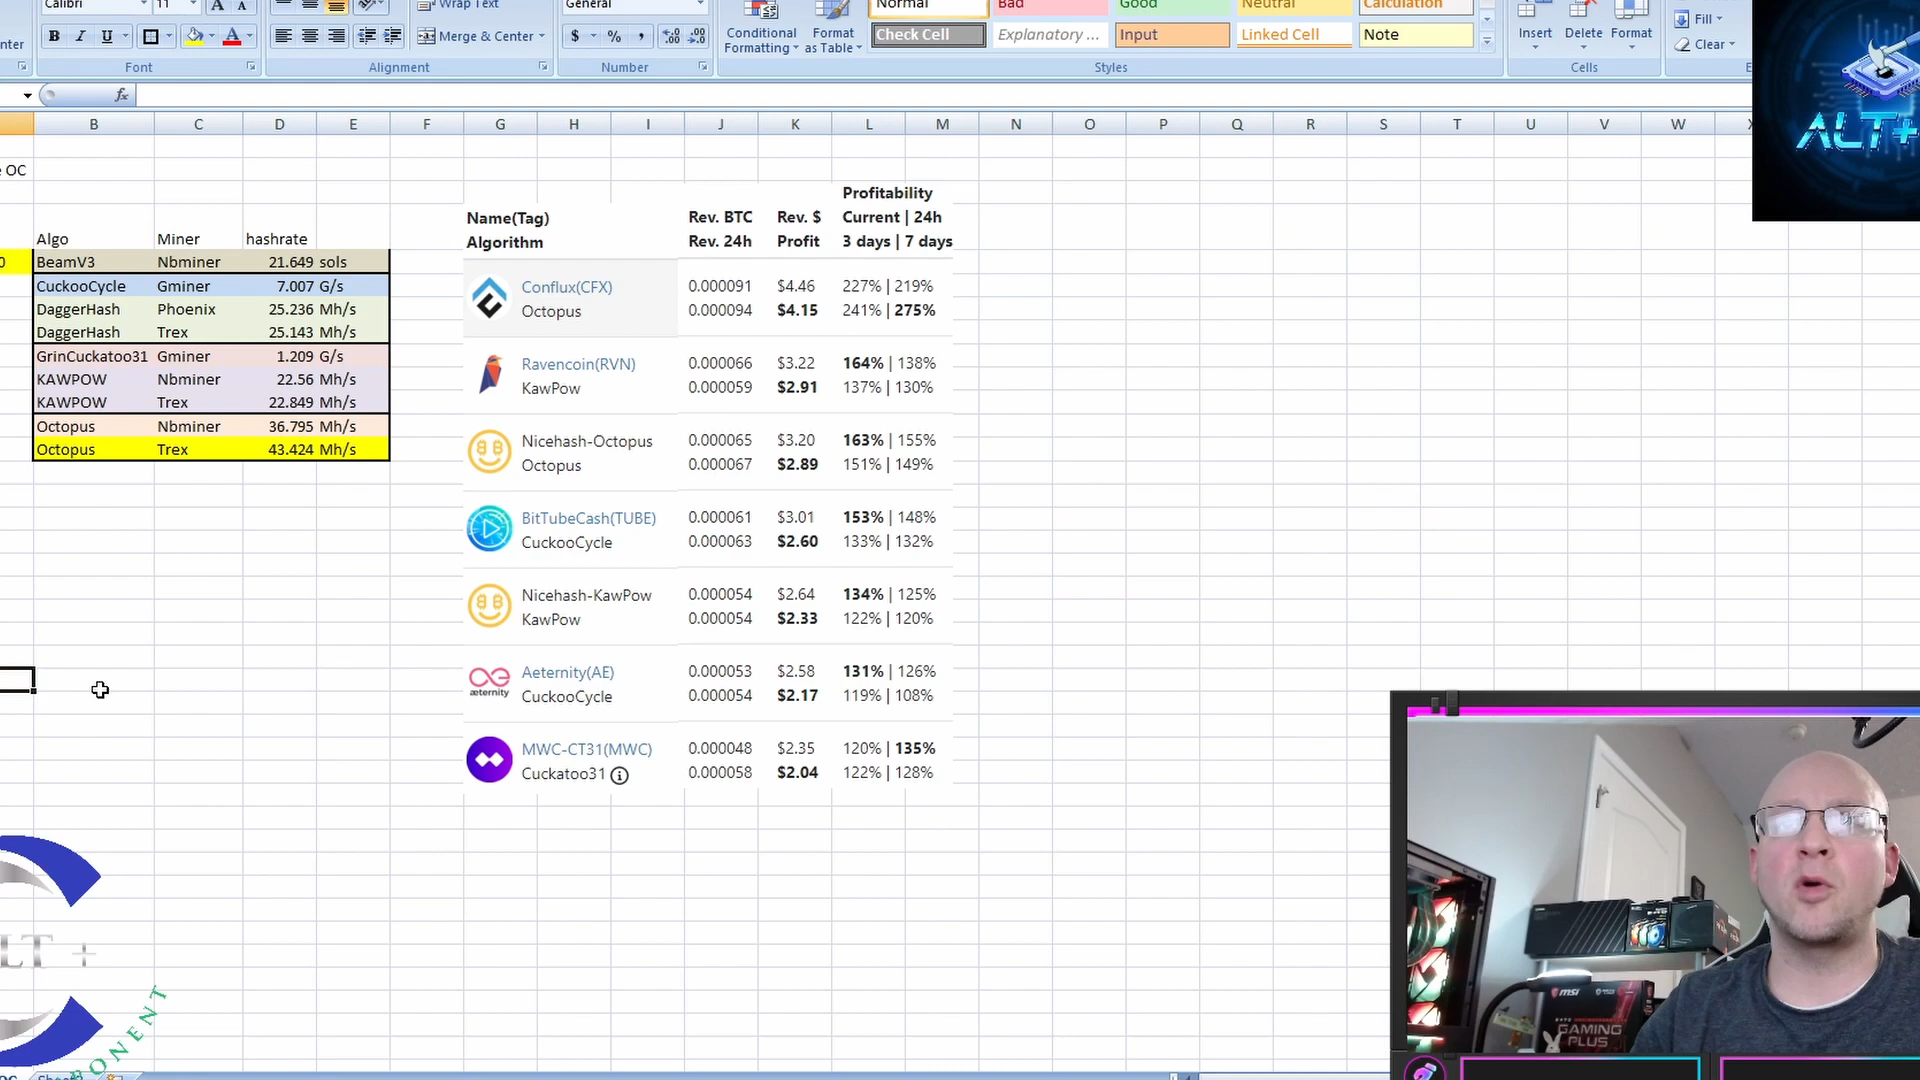 Calibri 11 A A Wrap Text General Normal Bad Good Neutral Calculation
B I U Merge & Center $ % , Conditional Formatting Format as Table Check Cell Explanatory ... Input Linked Cell Note Insert Delete Format Fill Clear
Font Alignment Number Styles Cells
fx
B C D E F G H I J K L M N O P Q R S T U V W
OC
Algo Miner hashrate
0 BeamV3 Nbminer 21.649 sols
CuckooCycle Gminer 7.007 G/s
DaggerHash Phoenix 25.236 Mh/s
DaggerHash Trex 25.143 Mh/s
GrinCuckatoo31 Gminer 1.209 G/s
KAWPOW Nbminer 22.56 Mh/s
KAWPOW Trex 22.849 Mh/s
Octopus Nbminer 36.795 Mh/s
Octopus Trex 43.424 Mh/s
Profitability
Name(Tag) Rev. BTC Rev. $ Current | 24h
Algorithm Rev. 24h Profit 3 days | 7 days
Conflux(CFX) 0.000091 $4.46 227% | 219%
Octopus 0.000094 $4.15 241% | 275%
Ravencoin(RVN) 0.000066 $3.22 164% | 138%
KawPow 0.000059 $2.91 137% | 130%
Nicehash-Octopus 0.000065 $3.20 163% | 155%
Octopus 0.000067 $2.89 151% | 149%
BitTubeCash(TUBE) 0.000061 $3.01 153% | 148%
CuckooCycle 0.000063 $2.60 133% | 132%
Nicehash-KawPow 0.000054 $2.64 134% | 125%
KawPow 0.000054 $2.33 122% | 120%
Aeternity(AE) 0.000053 $2.58 131% | 126%
æternity CuckooCycle 0.000054 $2.17 119% | 108%
MWC-CT31(MWC) 0.000048 $2.35 120% | 135%
Cuckatoo31 0.000058 $2.04 122% | 128%
ALT+
LT +
ONENT
msi
GAMING
PLUS